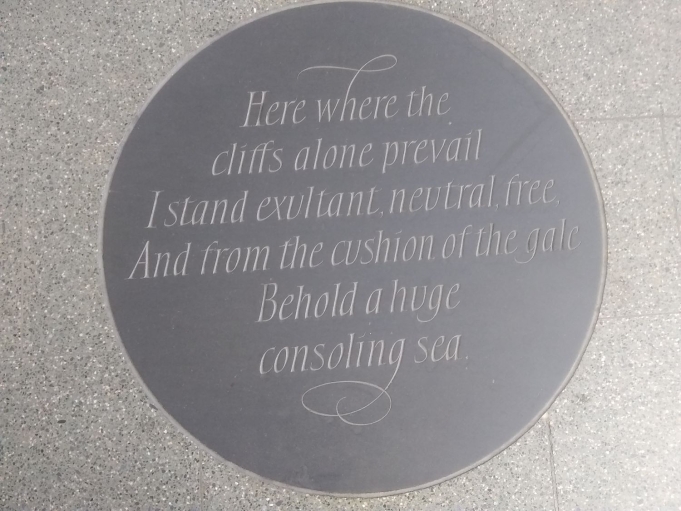 Here where the
cliffs alone prevail
I stand exultant, neutral, free,
And from the cushion of the gale
Behold a huge
consoling sea.